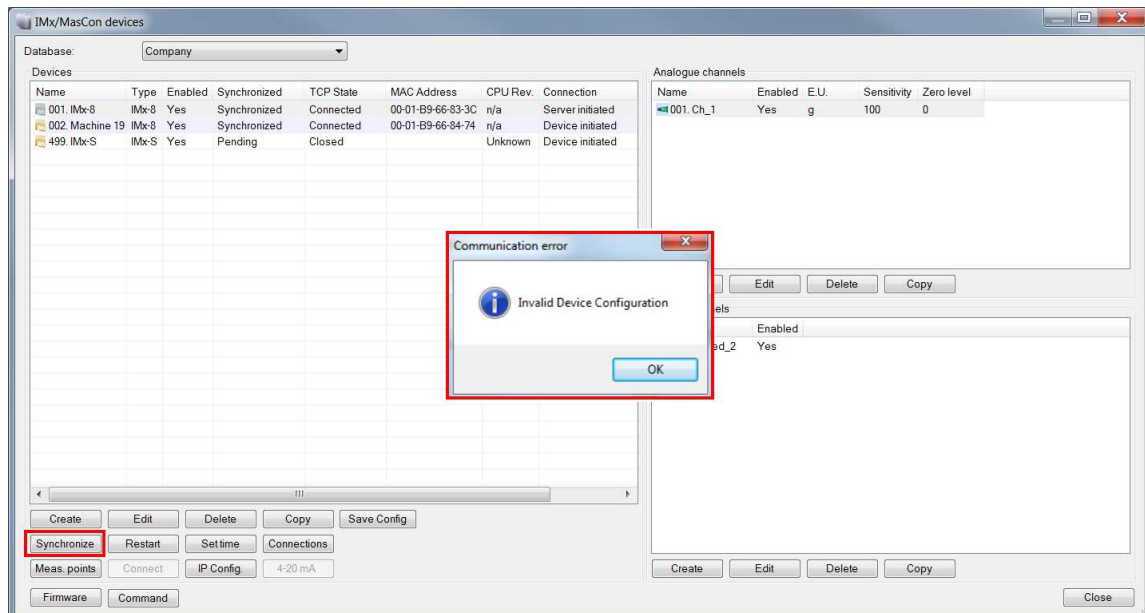 IMx/MasCon devices
Database: Company
Devices
Name Type Enabled Synchronized TCP State MAC Address CPU Rev. Connection
001. IMx-8 IMx-8 Yes Synchronized Connected 00-01-B9-66-83-3C n/a Server initiated
002. Machine 19 IMx-8 Yes Synchronized Connected 00-01-B9-66-84-74 n/a Device initiated
499. IMx-S IMx-S Yes Pending Closed Unknown Device initiated
Create Edit Delete Copy Save Config
Synchronize Restart Set time Connections
Meas. points Connect IP Config. 4-20 mA
Firmware Command
Analogue channels
Name Enabled E.U. Sensitivity Zero level
001. Ch_1 Yes g 100 0
Edit Delete Copy
els
Enabled
ed_2 Yes
Create Edit Delete Copy
Close
Communication error
Invalid Device Configuration
OK